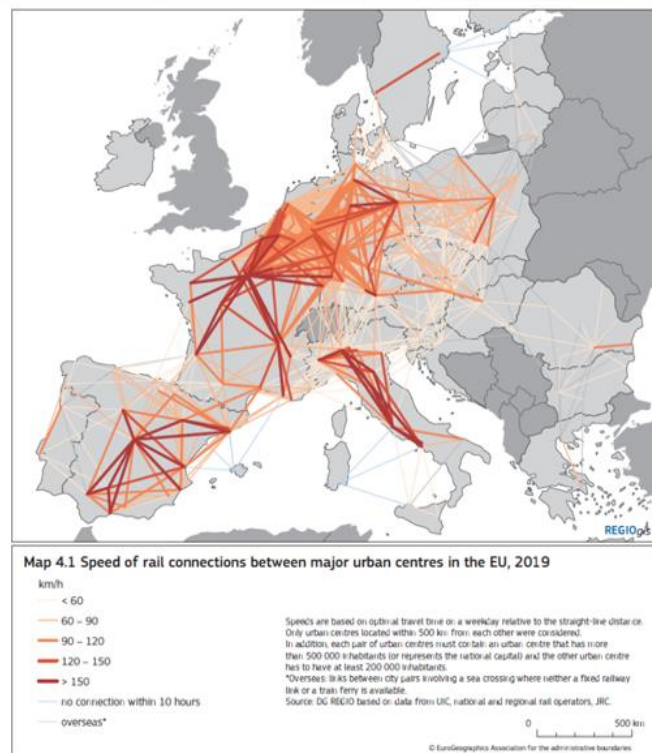 REGIOgis
Map 4.1 Speed of rail connections between major urban centres in the EU, 2019
km/h
< 60
60 – 90
90 – 120
120 – 150
> 150
no connection within 10 hours
overseas*
Speeds are based on optimal travel time on a weekday relative to the straight-line distance.
Only urban centres located within 500 km from each other were considered.
In addition, each pair of urban centres must contain an urban centre that has more
than 500 000 inhabitants (or represents the national capital) and the other urban centre
has to have at least 200 000 inhabitants.
*Overseas: links between city pairs involving a sea crossing where neither a fixed railway
link or a train ferry is available.
Source: DG REGIO based on data from UIC, national and regional rail operators, JRC.
0 500 km
© EuroGeographics Association for the administrative boundaries